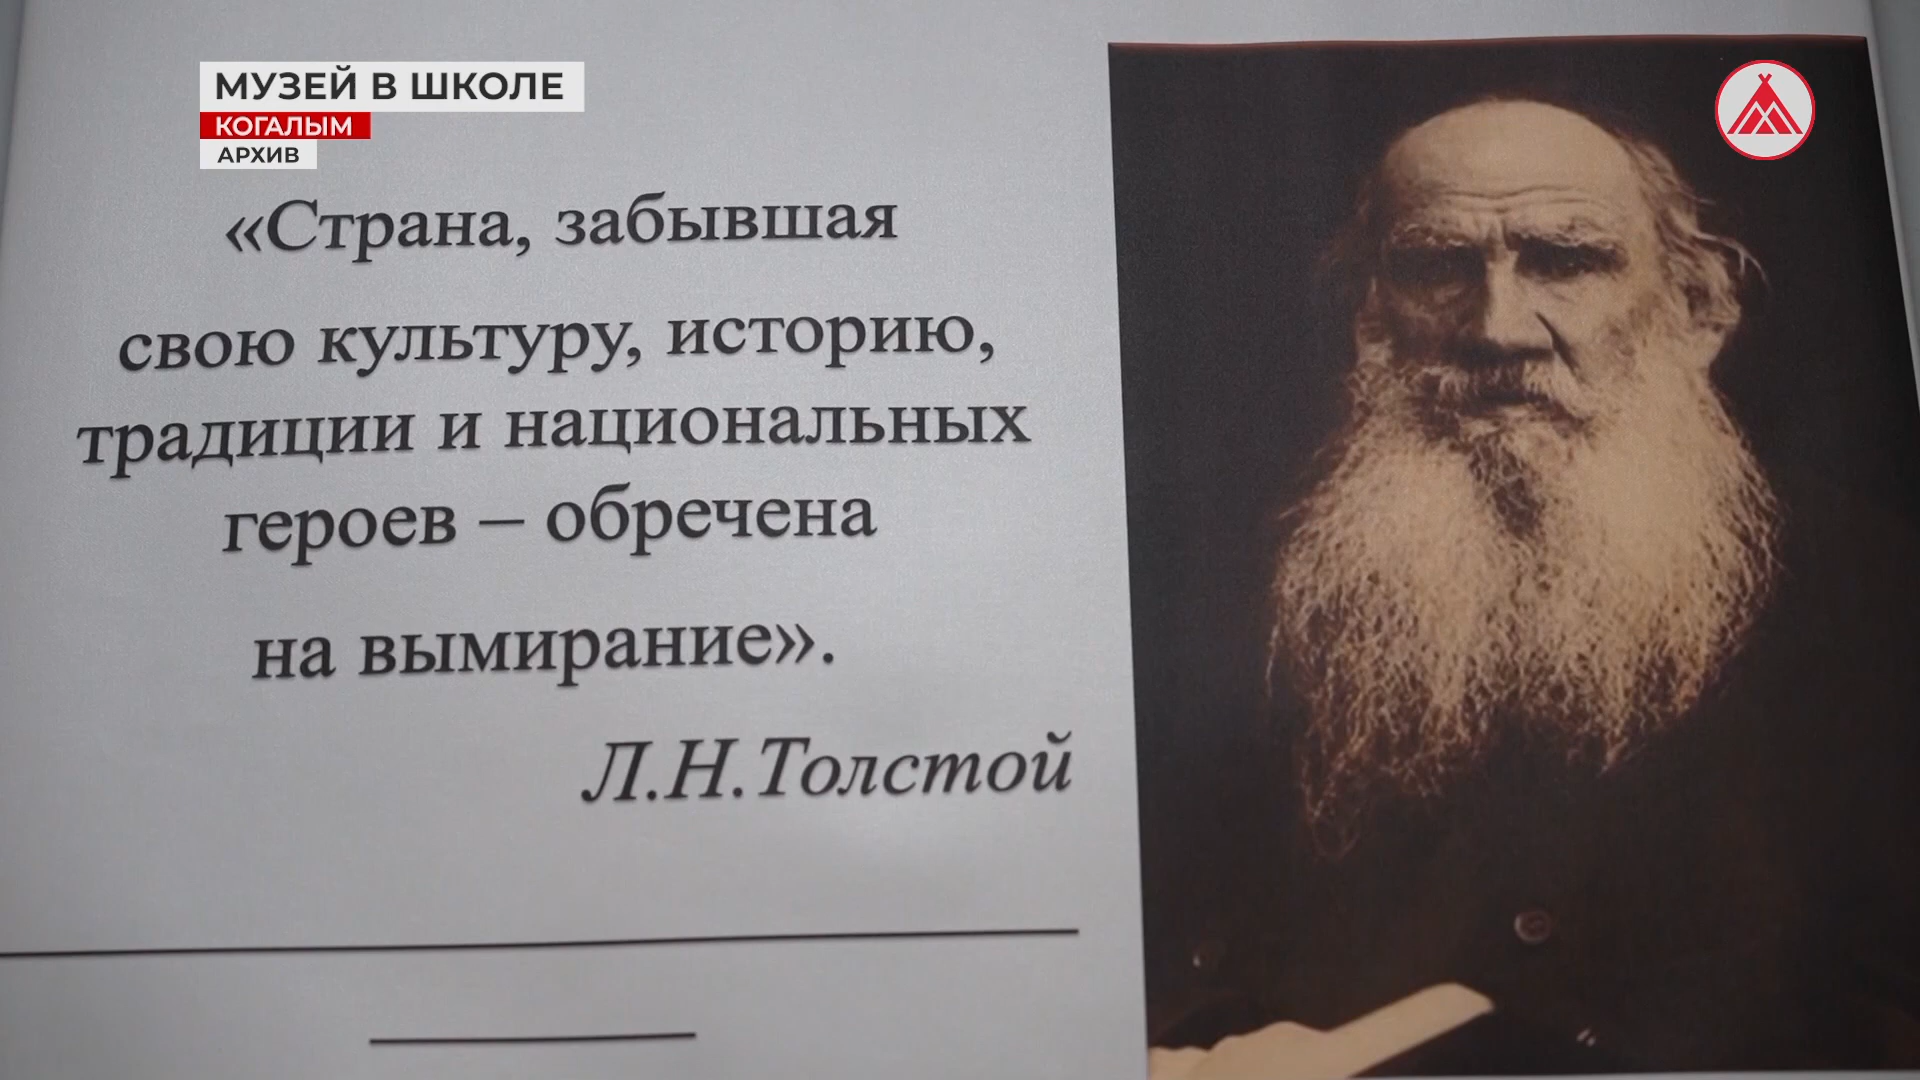 МУЗЕЙ В ШКОЛЕ
КОГАЛЫМ
АРХИВ
«Страна, забывшая
свою культуру, историю,
традиции и национальных
героев – обречена
на вымирание».
Л.Н.Толстой